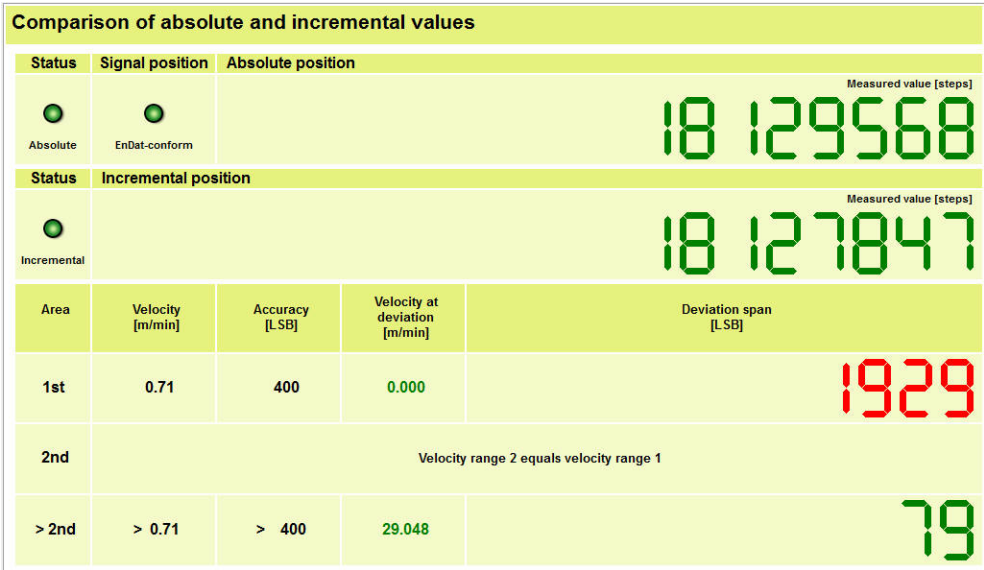 Comparison of absolute and incremental values
Status Signal position Absolute position
Measured value [steps]
18 129568
Absolute EnDat-conform
Status Incremental position
Measured value [steps]
18 127847
Incremental
Area Velocity [m/min] Accuracy [LSB] Velocity at deviation [m/min] Deviation span [LSB]
1st 0.71 400 0.000 1929
2nd Velocity range 2 equals velocity range 1
> 2nd > 0.71 > 400 29.048 79